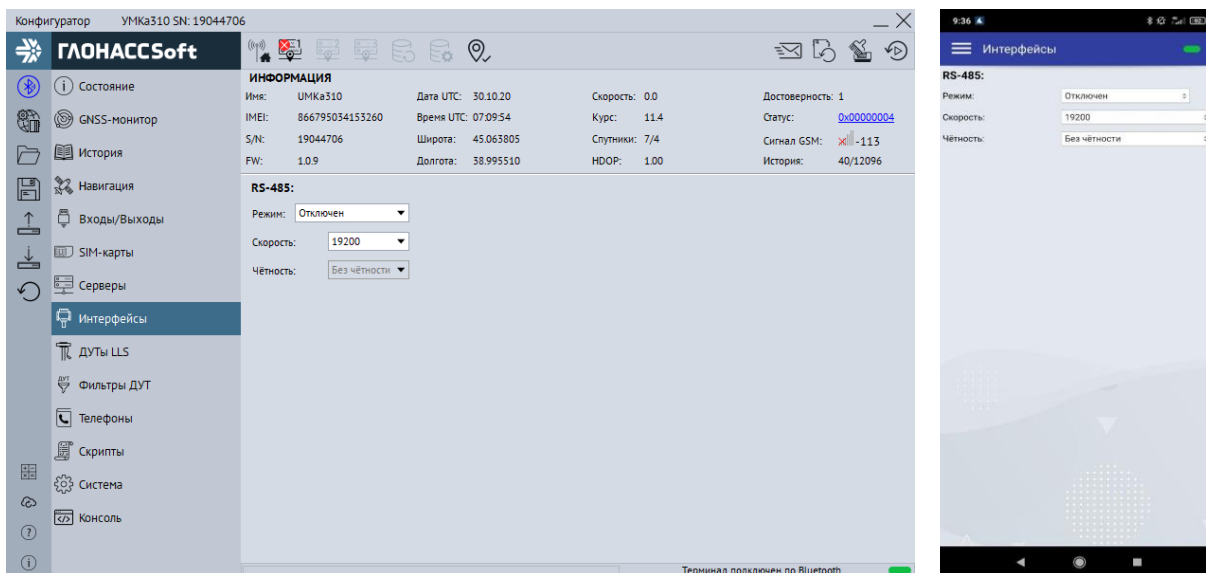 Конфигуратор УМКа310 SN: 19044706
ГЛОНАССSoft
Состояние
GNSS-монитор
История
Навигация
Входы/Выходы
SIM-карты
Серверы
Интерфейсы
ДУТы LLS
Фильтры ДУТ
Телефоны
Скрипты
Система
Консоль
ИНФОРМАЦИЯ
Имя: УМКа310 Дата UTC: 30.10.20 Скорость: 0.0 Достоверность: 1
IMEI: 866795034153260 Время UTC: 07:09:54 Курс: 11.4 Статус: 0x00000004
S/N: 19044706 Широта: 45.063805 Спутники: 7/4 Сигнал GSM: -113
FW: 1.0.9 Долгота: 38.995510 HDOP: 1.00 История: 40/12096
RS-485:
Режим: Отключен
Скорость: 19200
Чётность: Без чётности
Терминал подключен по Bluetooth
9:36
Интерфейсы
RS-485:
Режим: Отключен
Скорость: 19200
Чётность: Без чётности